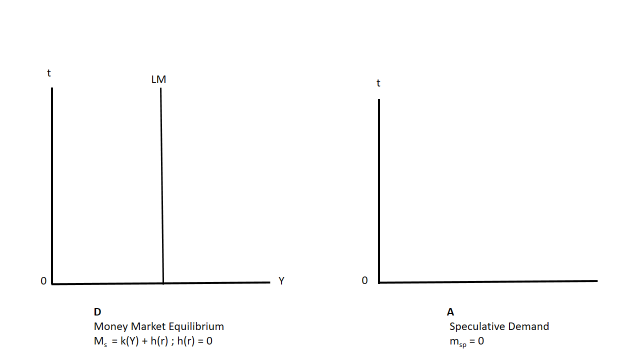 t
LM
0
Y
D
Money Market Equilibrium
Mₛ = k(Y) + h(r) ; h(r) = 0
t
0
A
Speculative Demand
mₛₚ = 0